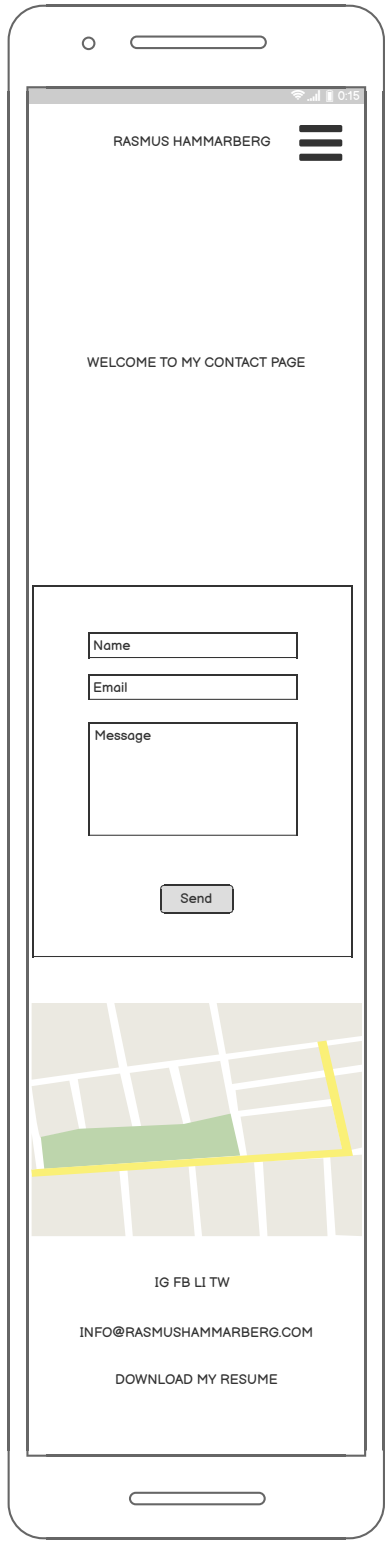 0:15
RASMUS HAMMARBERG
WELCOME TO MY CONTACT PAGE
Name
Email
Message
Send
IG FB LI TW
INFO@RASMUSHAMMARBERG.COM
DOWNLOAD MY RESUME